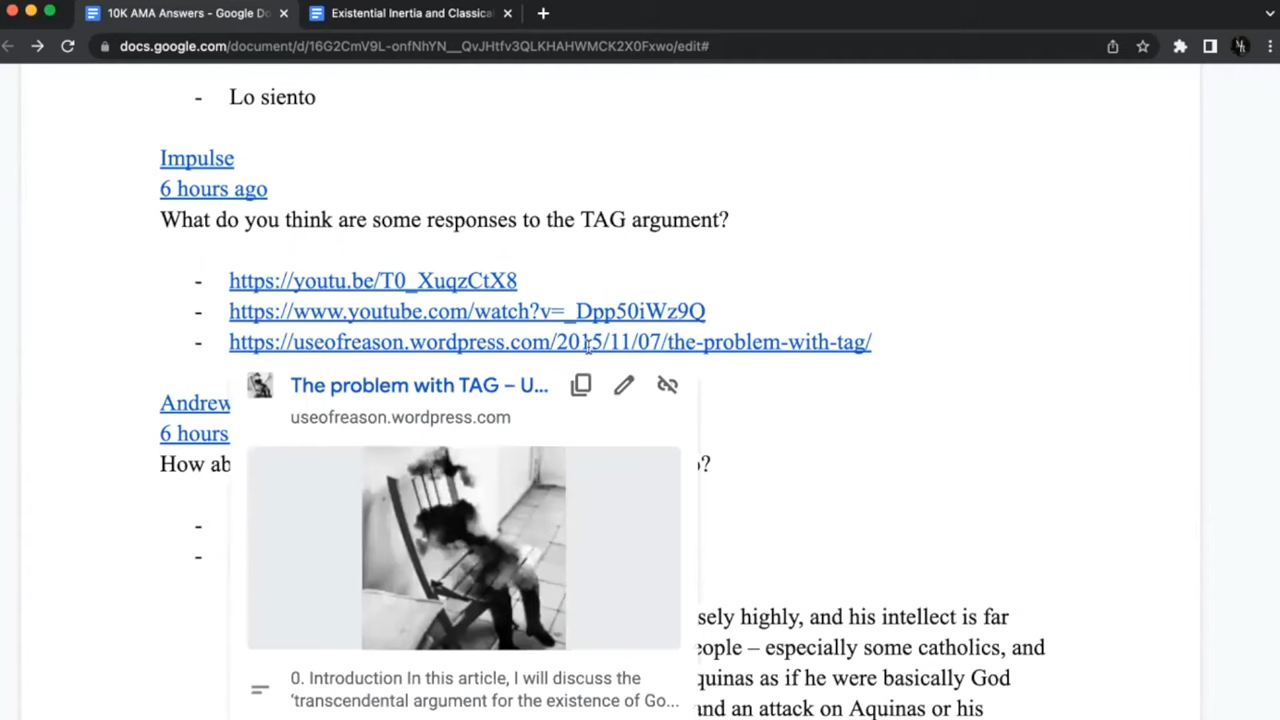 10K AMA Answers - Google Do
Existential Inertia and Classica
docs.google.com/document/d/16G2CmV9L-onfNhYN__QvJHtfv3QLKHAHWMCK2X0Fxwo/edit#
- Lo siento
Impulse
6 hours ago
What do you think are some responses to the TAG argument?
- https://youtu.be/T0_XuqzCtX8
- https://www.youtube.com/watch?v=_Dpp50iWz9Q
- https://useofreason.wordpress.com/2015/11/07/the-problem-with-tag/
The problem with TAG – U...
Andrew
useofreason.wordpress.com
6 hours
How ab
?
-
-
sely highly, and his intellect is far
eople – especially some catholics, and
0. Introduction In this article, I will discuss the
quinas as if he were basically God
‘transcendental argument for the existence of Go...
and an attack on Aquinas or his